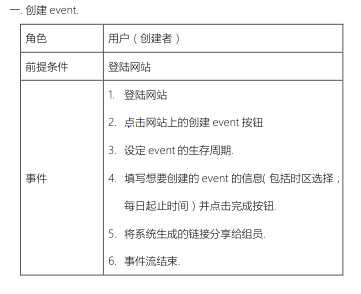 一. 创建 event.
角色
用户（创建者）
前提条件
登陆网站
事件
1. 登陆网站
2. 点击网站上的创建 event 按钮
3. 设定 event 的生存周期.
4. 填写想要创建的 event 的信息（包括时区选择，
每日起止时间）并点击完成按钮.
5. 将系统生成的链接分享给组员.
6. 事件流结束.